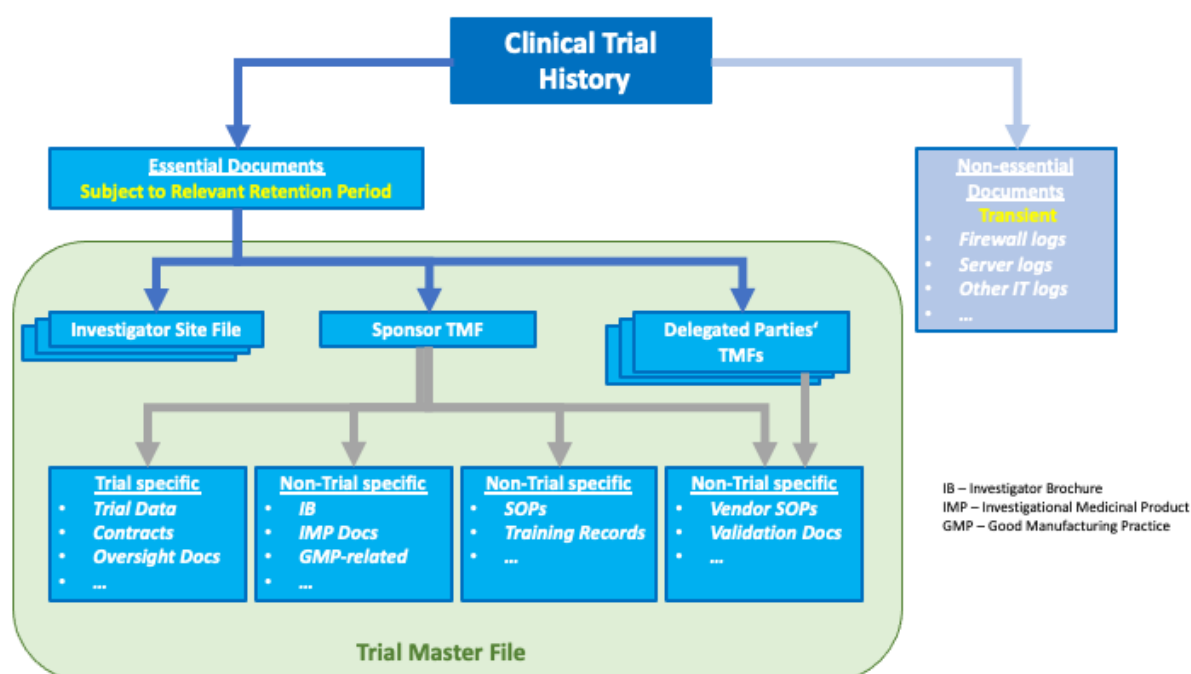 Clinical Trial
History
Essential Documents
Subject to Relevant Retention Period
Non-essential
Documents
Transient
• Firewall logs
• Server logs
• Other IT logs
• ...
Investigator Site File
Sponsor TMF
Delegated Parties‘
TMFs
Trial specific
• Trial Data
• Contracts
• Oversight Docs
• ...
Non-Trial specific
• IB
• IMP Docs
• GMP-related
• ...
Non-Trial specific
• SOPs
• Training Records
• ...
Non-Trial specific
• Vendor SOPs
• Validation Docs
• ...
IB – Investigator Brochure
IMP – Investigational Medicinal Product
GMP – Good Manufacturing Practice
Trial Master File